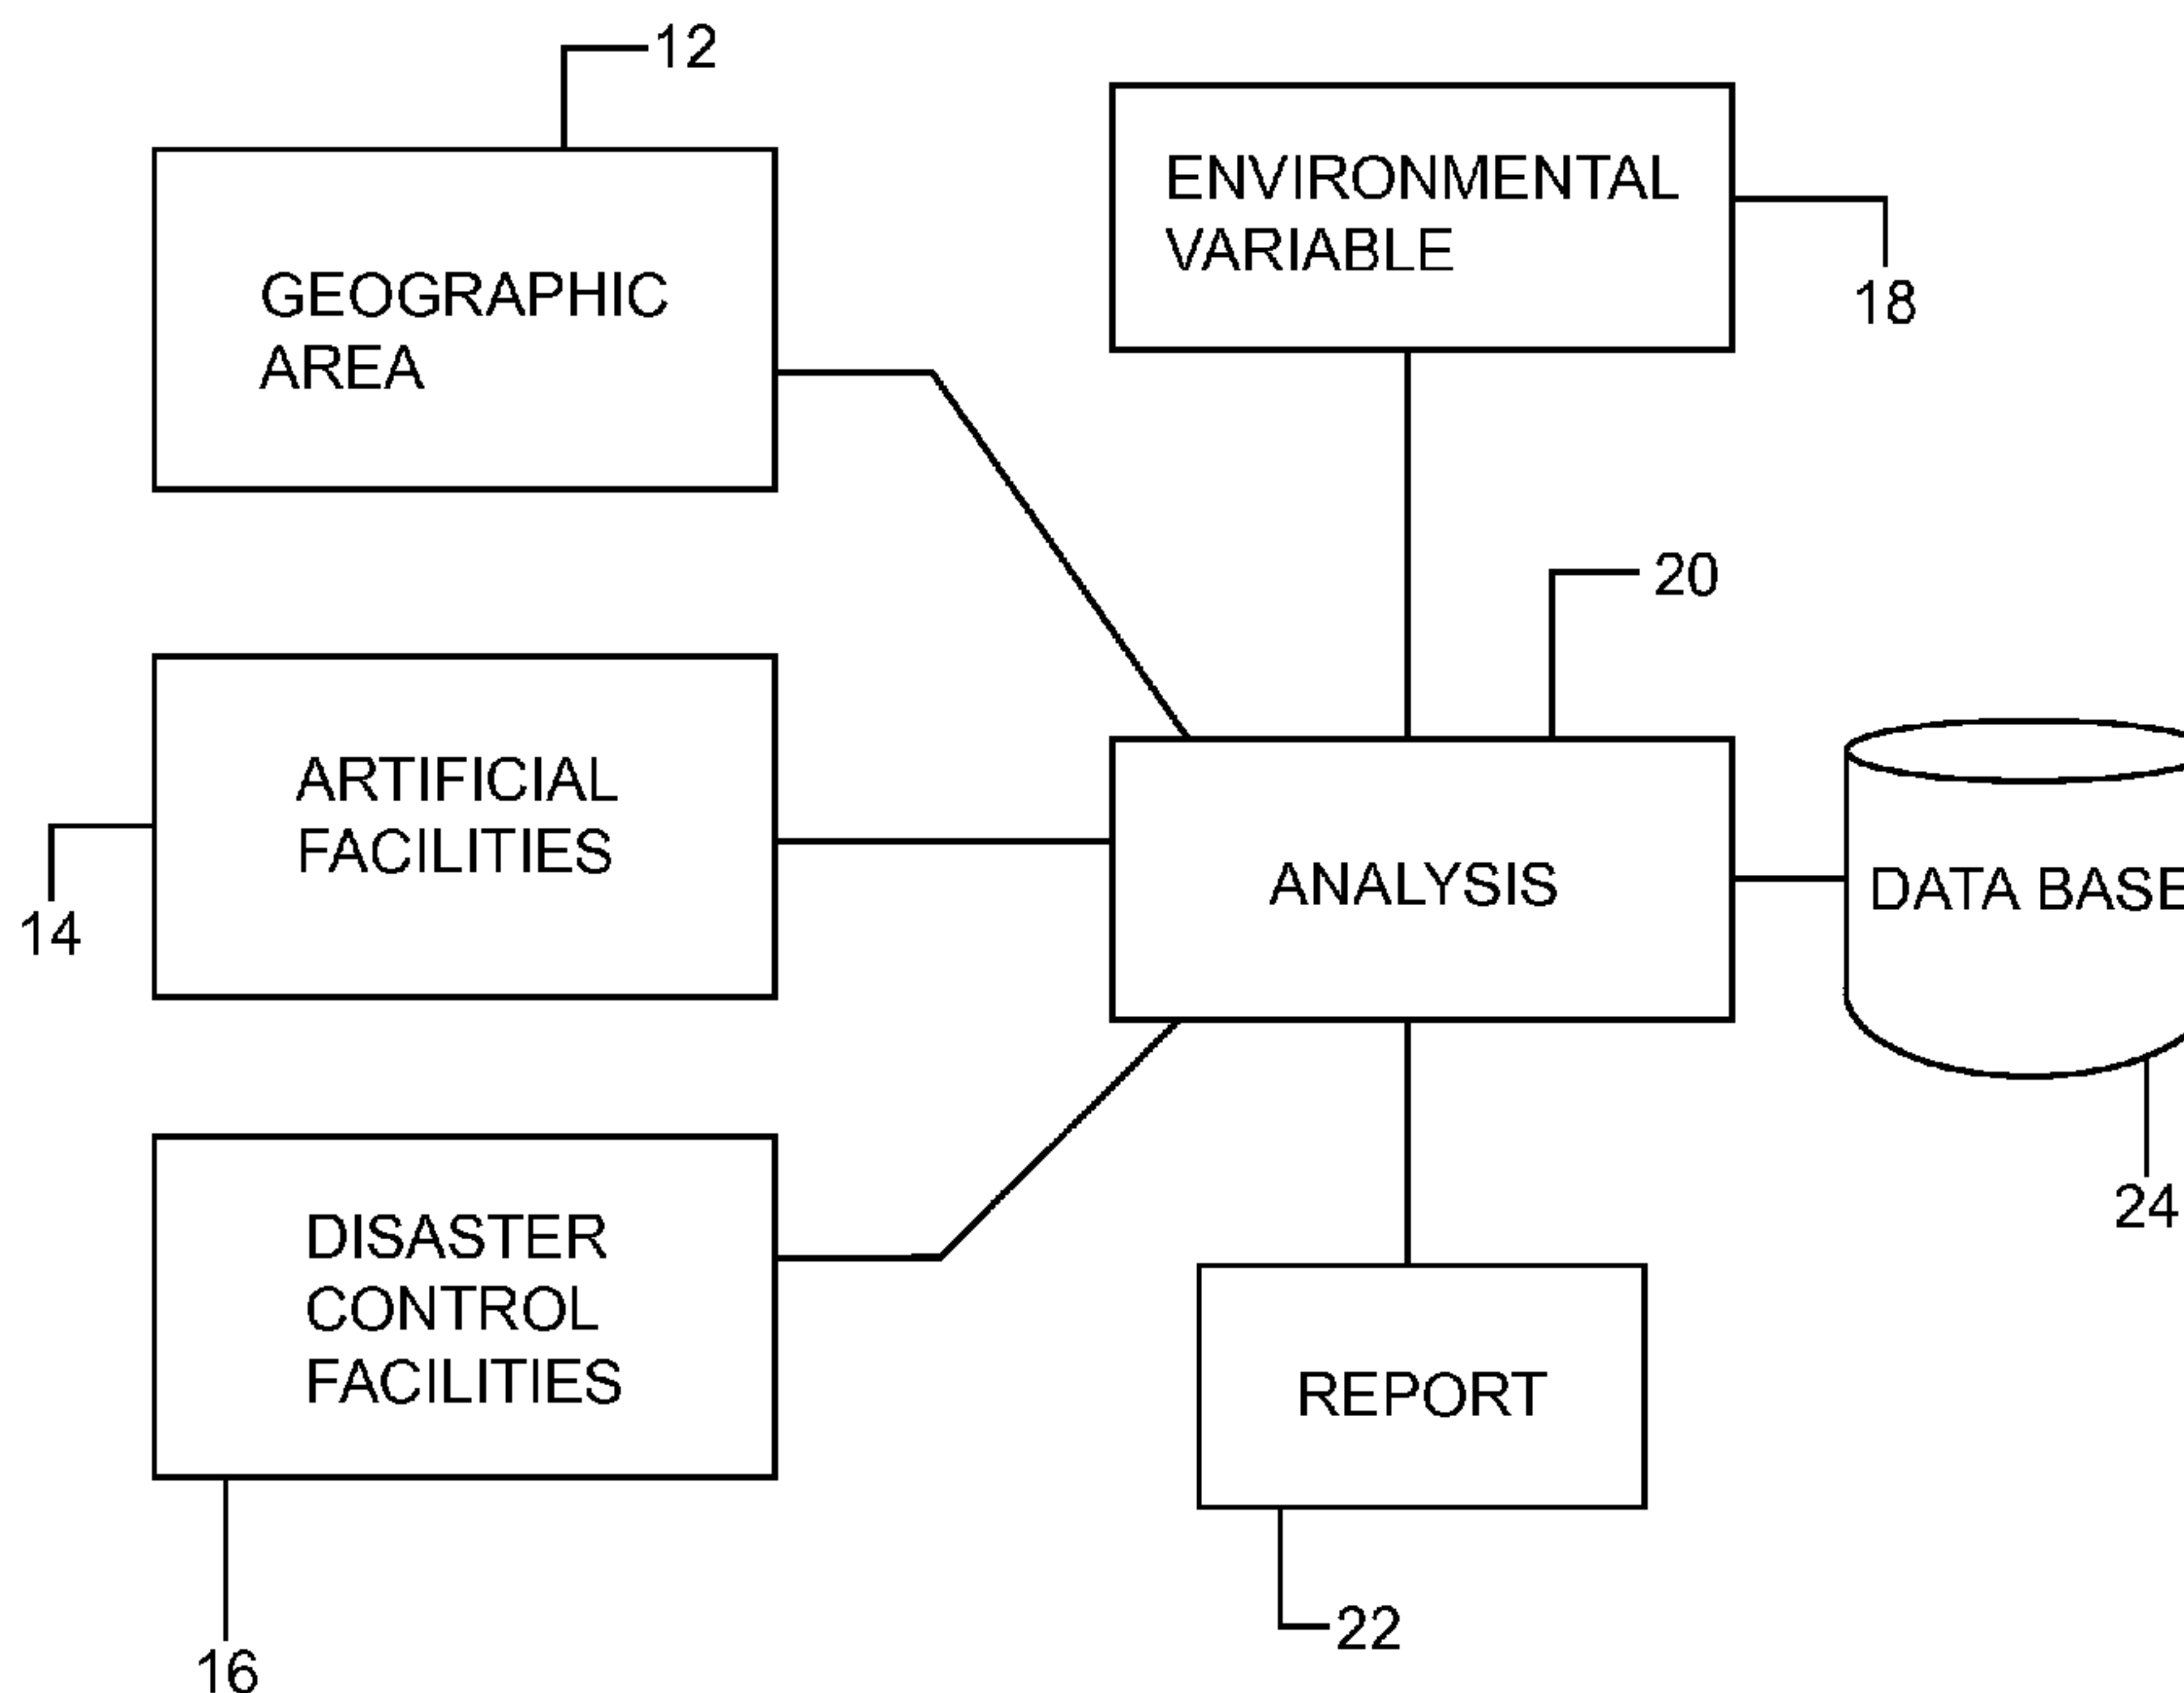 12
GEOGRAPHIC
AREA
ENVIRONMENTAL
VARIABLE
18
20
ARTIFICIAL
FACILITIES
14
ANALYSIS
DATA BASE
24
DISASTER
CONTROL
FACILITIES
16
REPORT
22